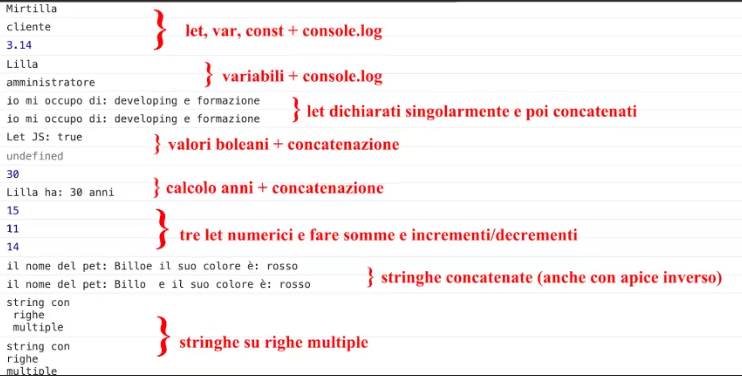 Mirtilla
cliente
3.14
let, var, const + console.log
Lilla
amministratore
variabili + console.log
io mi occupo di: developing e formazione
io mi occupo di: developing e formazione
let dichiarati singolarmente e poi concatenati
Let JS: true
undefined
valori boleani + concatenazione
30
Lilla ha: 30 anni
calcolo anni + concatenazione
15
11
14
tre let numerici e fare somme e incrementi/decrementi
il nome del pet: Billoe il suo colore è: rosso
il nome del pet: Billo  e il suo colore è: rosso
stringhe concatenate (anche con apice inverso)
string con
righe
multiple
string con
righe
multiple
stringhe su righe multiple